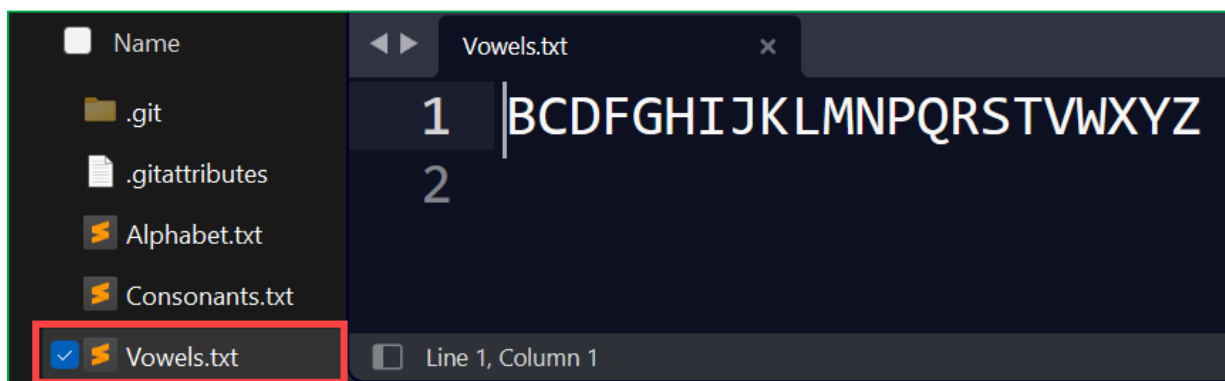 Name
.git
.gitattributes
Alphabet.txt
Consonants.txt
Vowels.txt
Vowels.txt ×
1 BCDFGHIJKLMNPQRSTVWXYZ
2
Line 1, Column 1